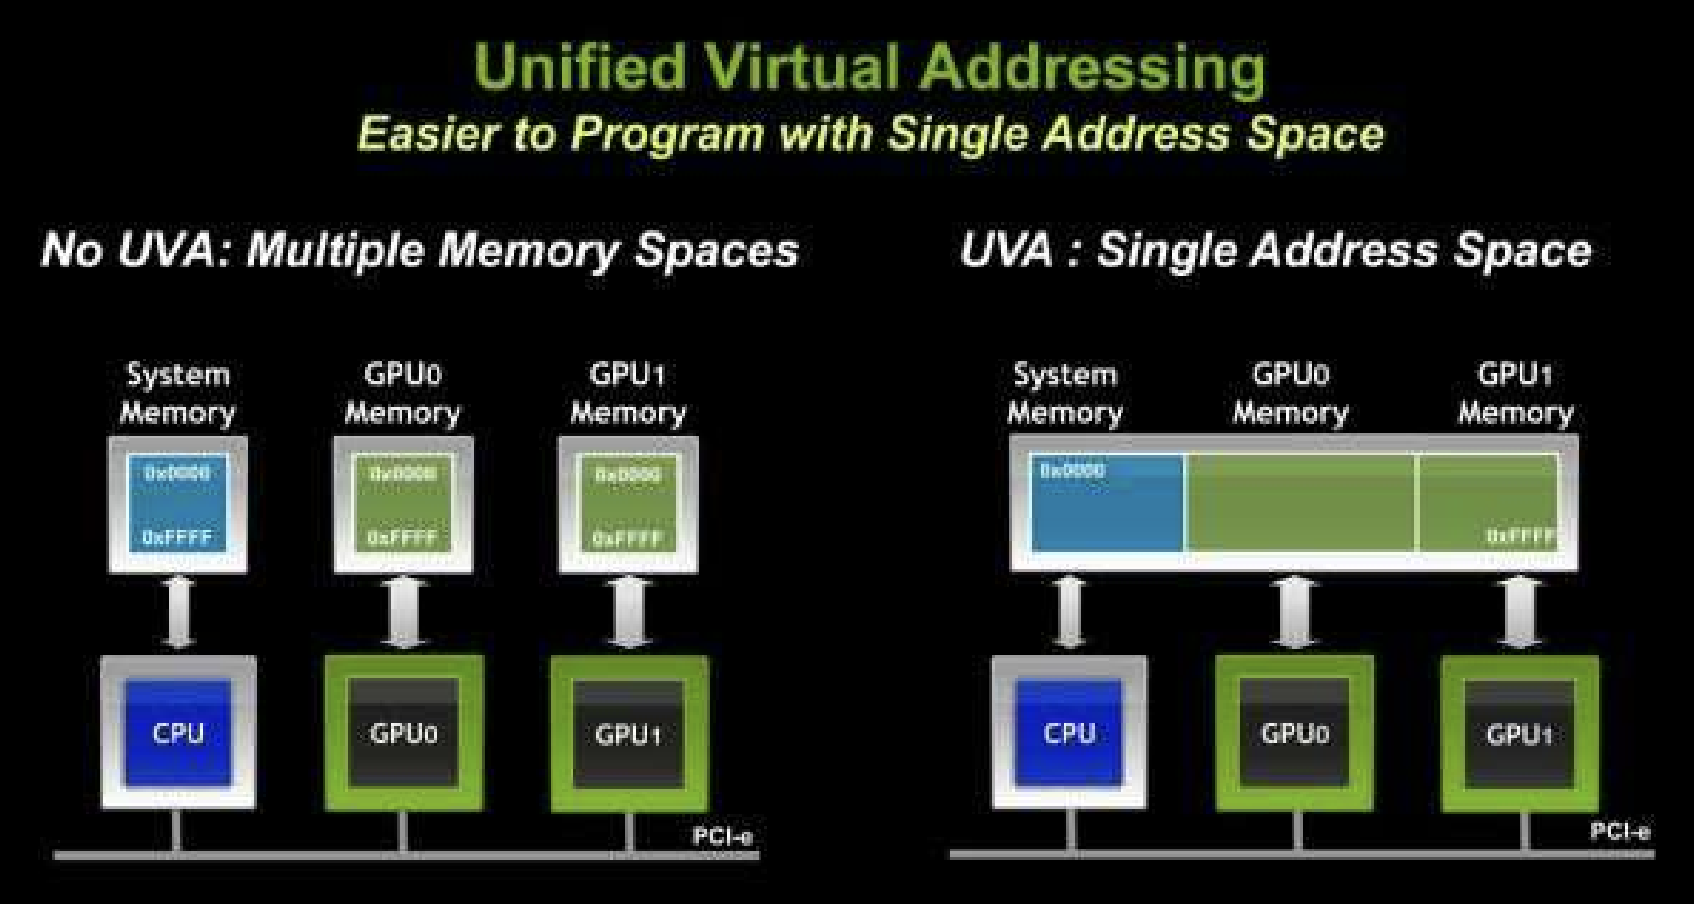 Unified Virtual Addressing
Easier to Program with Single Address Space
No UVA: Multiple Memory Spaces
System
Memory
GPU0
Memory
GPU1
Memory
0x0000
0xFFFF
0x0000
0xFFFF
0x0000
0xFFFF
CPU
GPU0
GPU1
PCI-e
UVA : Single Address Space
System
Memory
GPU0
Memory
GPU1
Memory
0x0000
0xFFFF
CPU
GPU0
GPU1
PCI-e